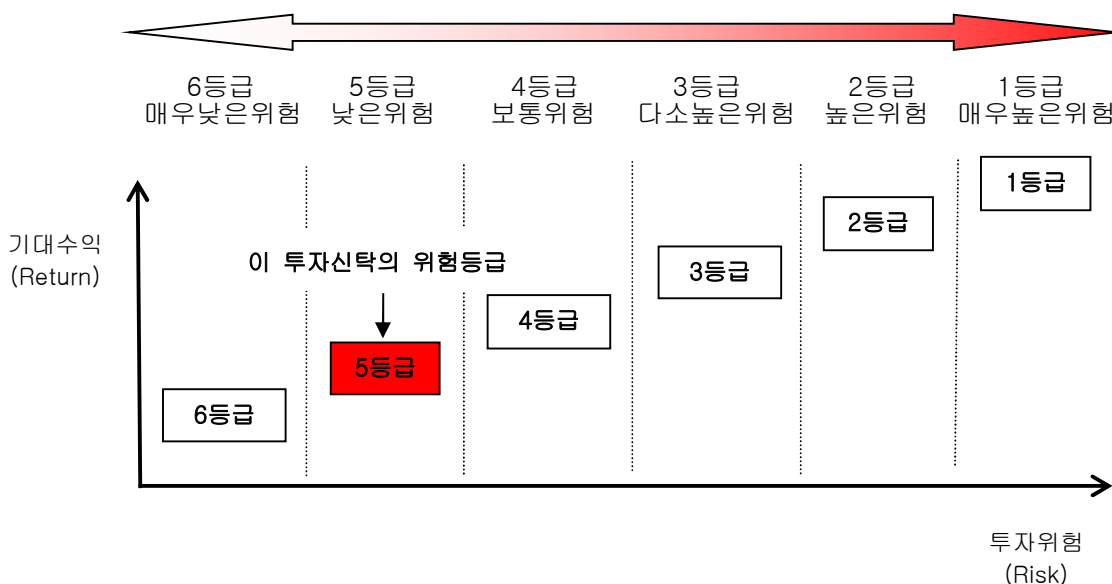 6등급 5등급 4등급 3등급 2등급 1등급
매우낮은위험 낮은위험 보통위험 다소높은위험 높은위험 매우높은위험
1등급
2등급
기대수익
(Return)
이 투자신탁의 위험등급
3등급
4등급
5등급
6등급
투자위험
(Risk)